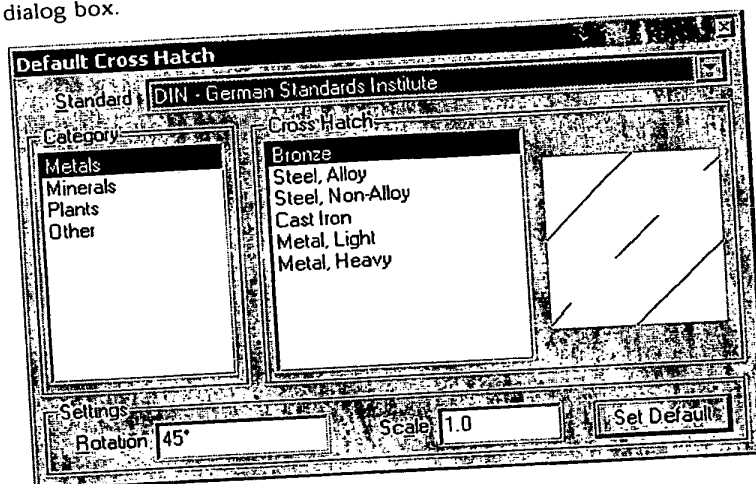 dialog box.
Default Cross Hatch
Standard DIN - German Standards Institute
Category
Metals
Minerals
Plants
Other
Cross Hatch
Bronze
Steel, Alloy
Steel, Non-Alloy
Cast Iron
Metal, Light
Metal, Heavy
Settings
Rotation 45°
Scale 1.0
Set Default